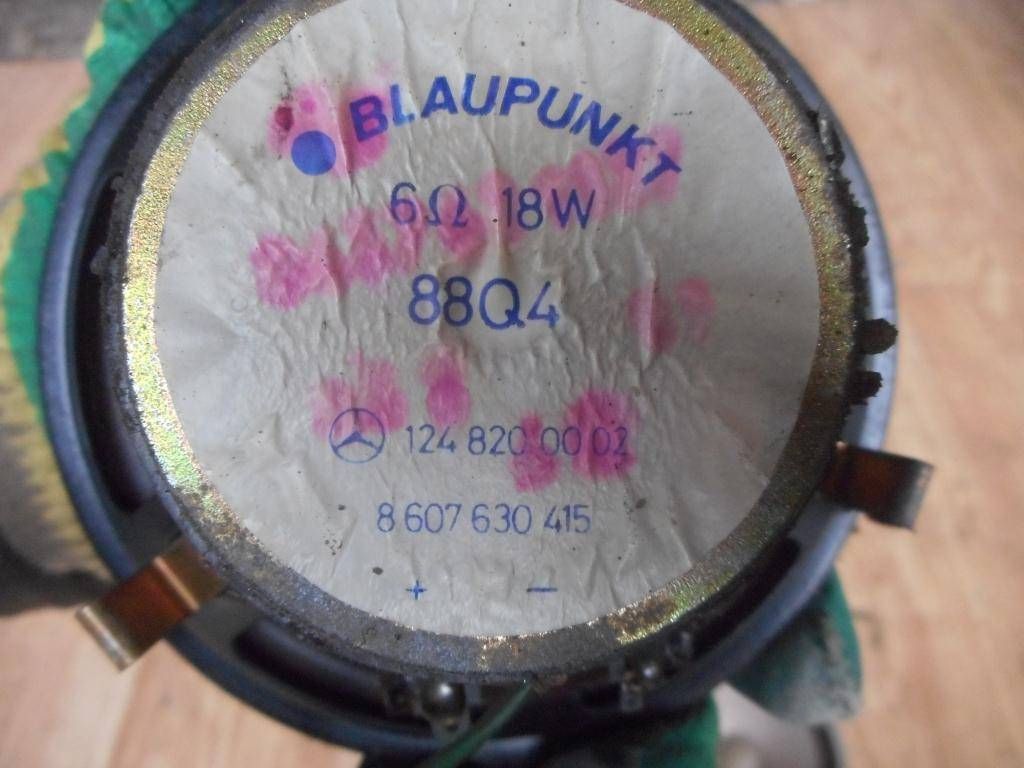 BLAUPUNKT
6Ω 18W
88Q4
124 820 00 02
8 607 630 415
+ −